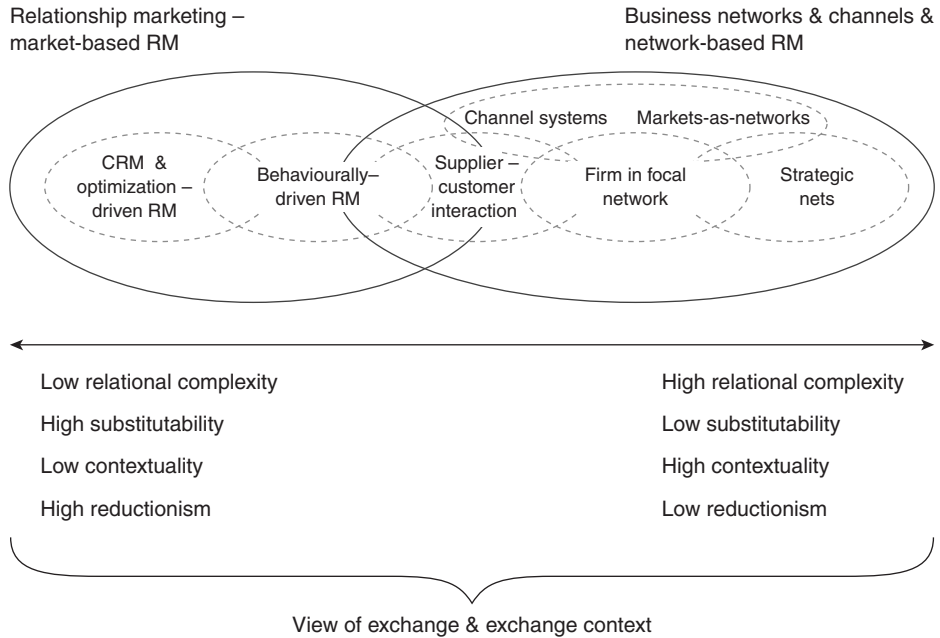 Relationship marketing –
market-based RM
Business networks & channels &
network-based RM
Channel systems
Markets-as-networks
CRM &
optimization –
driven RM
Behaviourally–
driven RM
Supplier –
customer
interaction
Firm in focal
network
Strategic
nets
Low relational complexity
High substitutability
Low contextuality
High reductionism
High relational complexity
Low substitutability
High contextuality
Low reductionism
View of exchange & exchange context